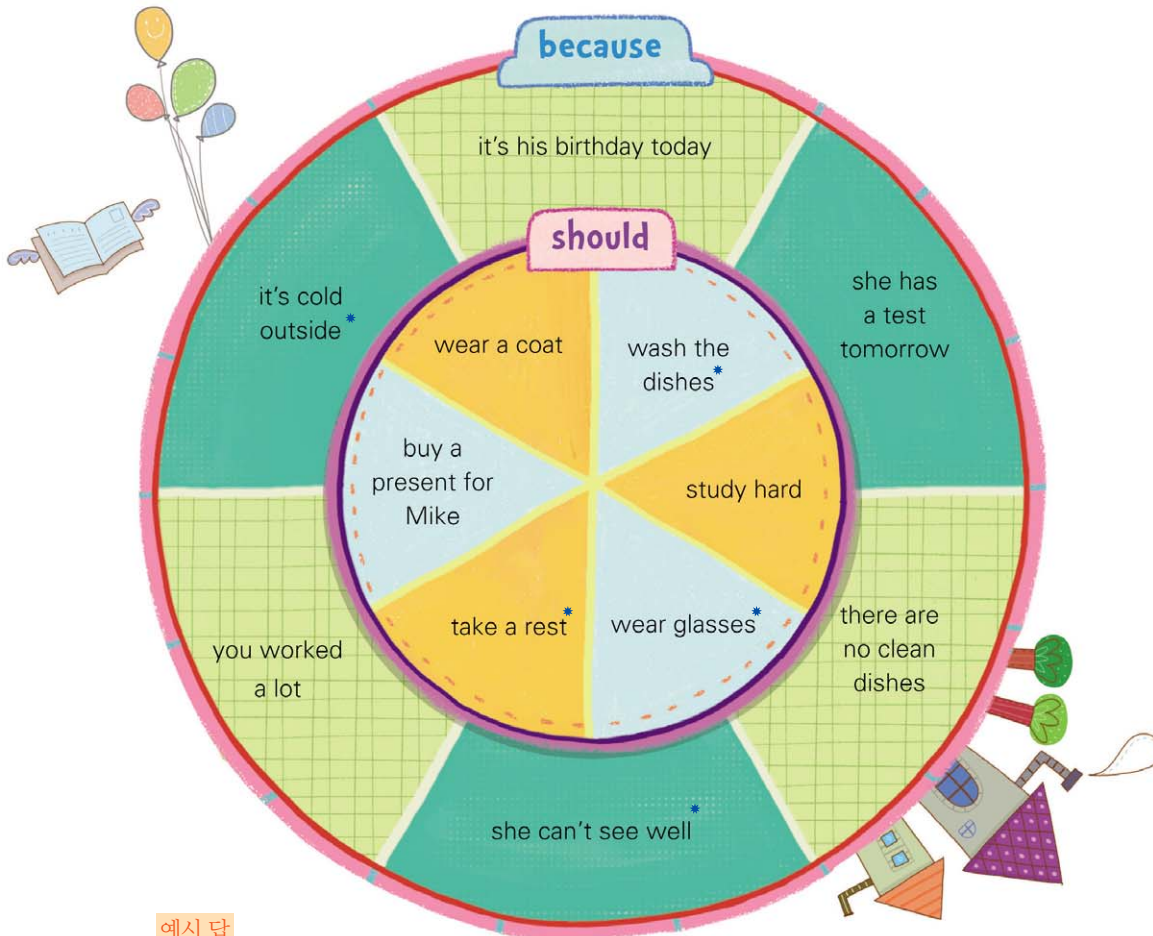 because
it's his birthday today
should
it's cold
outside*
she has
a test
tomorrow
wear a coat
wash the
dishes*
buy a
present for
Mike
study hard
take a rest*
wear glasses*
you worked
a lot
there are
no clean
dishes
she can't see well*
예시 답